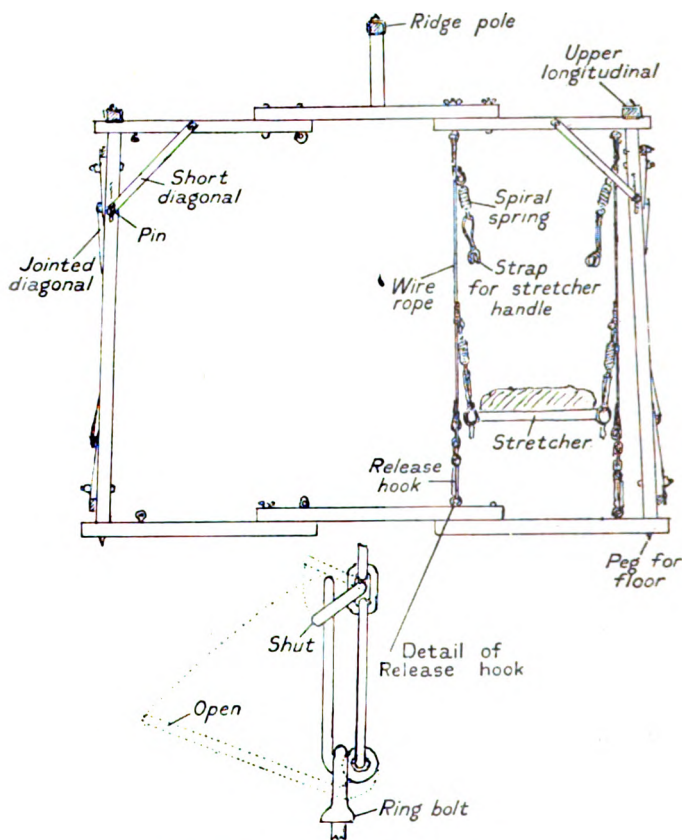 Ridge pole
Upper
longitudinal
Short
diagonal
Spiral
spring
Pin
Jointed
diagonal
Wire
rope
Strap
for stretcher
handle
Stretcher
Release
hook
Peg for
floor
Shut
Detail of
Release hook
Open
Ring bolt